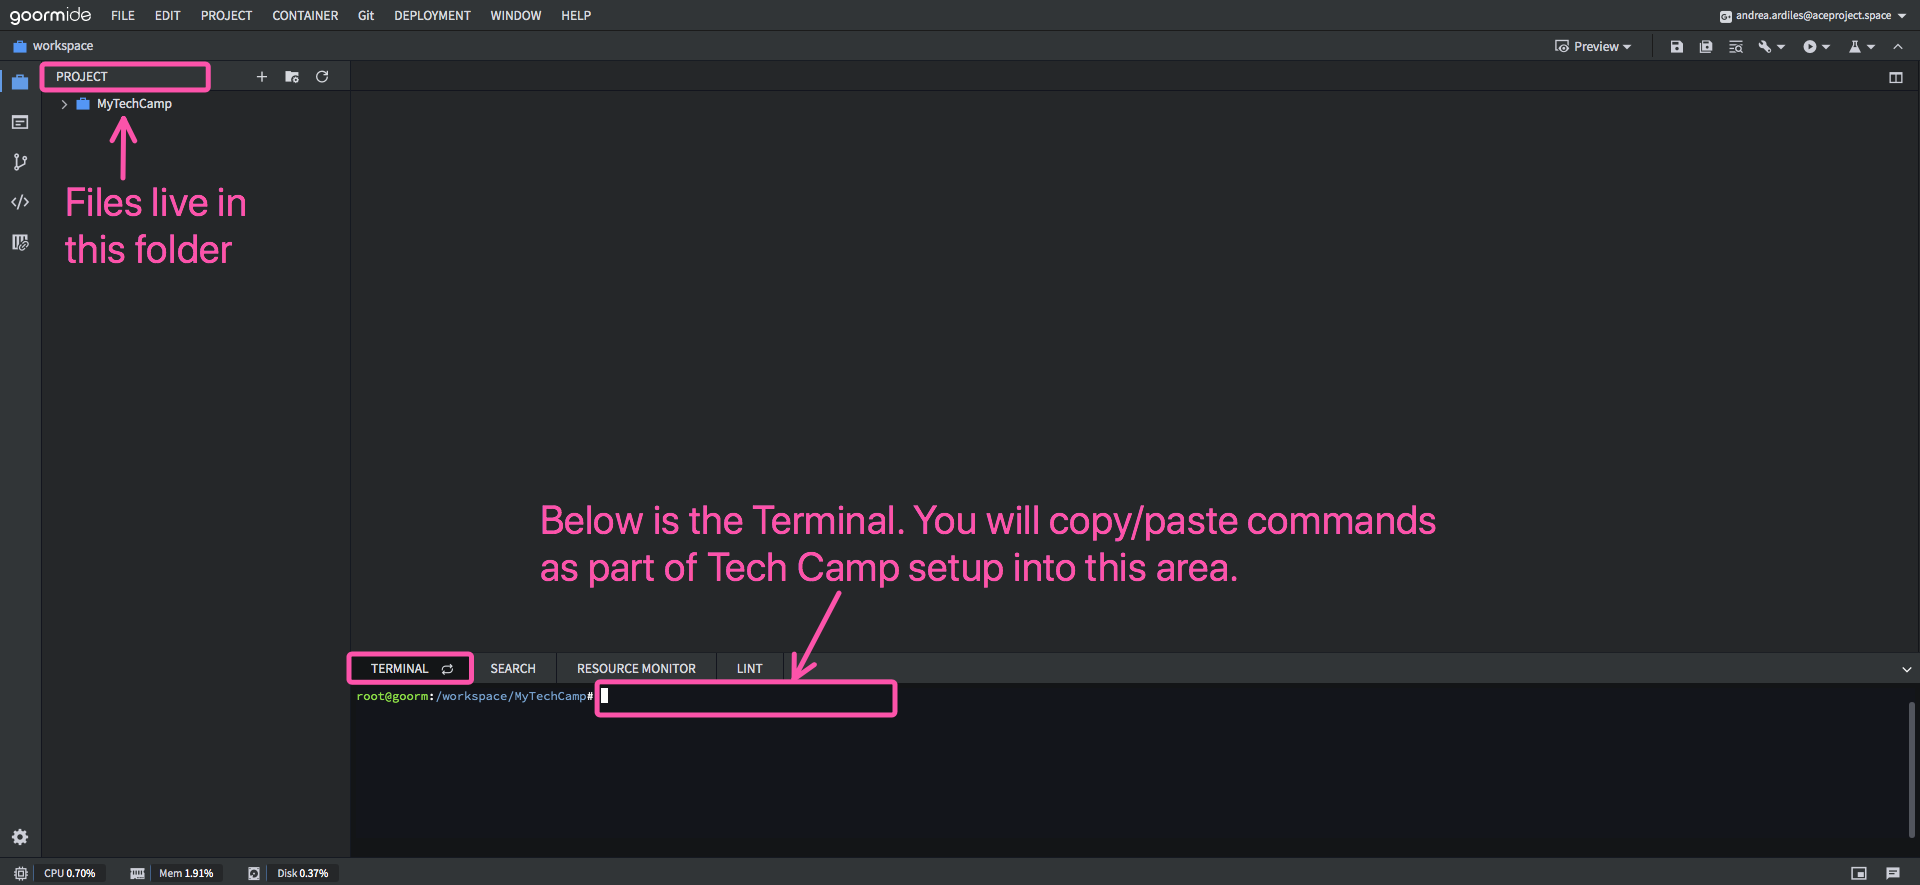 goormide FILE EDIT PROJECT CONTAINER Git DEPLOYMENT WINDOW HELP andrea.ardiles@aceproject.space
workspace Preview
PROJECT
MyTechCamp
Files live in
this folder
Below is the Terminal. You will copy/paste commands
as part of Tech Camp setup into this area.
TERMINAL SEARCH RESOURCE MONITOR LINT
root@goorm:/workspace/MyTechCamp#
CPU 0.70% Mem 1.91% Disk 0.37%